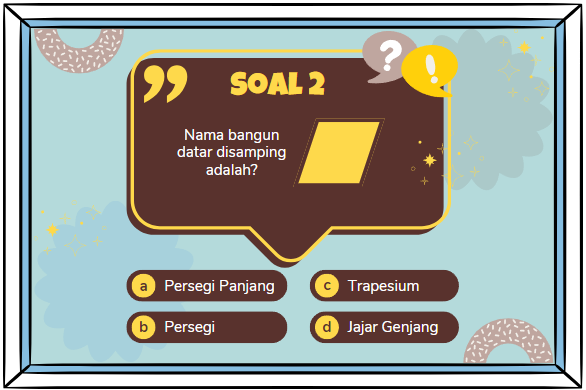 SOAL 2
Nama bangun
datar disamping
adalah?
a Persegi Panjang
b Persegi
c Trapesium
d Jajar Genjang